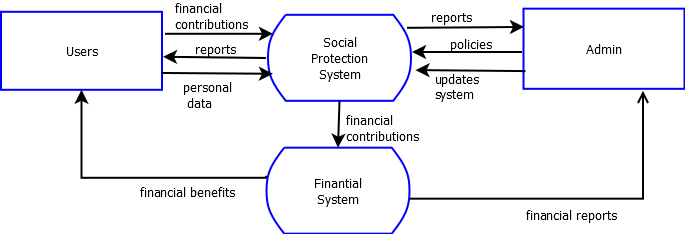 financial
contributions
reports
Users
Social
Protection
System
Admin
reports
policies
personal
data
updates
system
financial
contributions
Finantial
System
financial benefits
financial reports